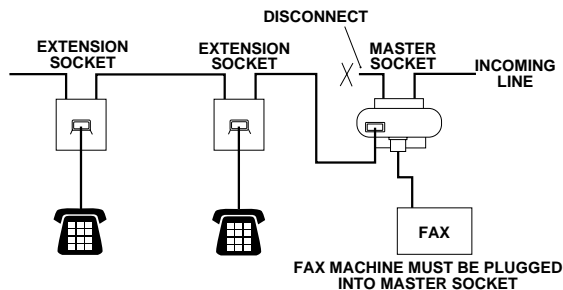 DISCONNECT
EXTENSION
SOCKET
EXTENSION
SOCKET
MASTER
SOCKET
INCOMING
LINE
FAX
FAX MACHINE MUST BE PLUGGED
INTO MASTER SOCKET